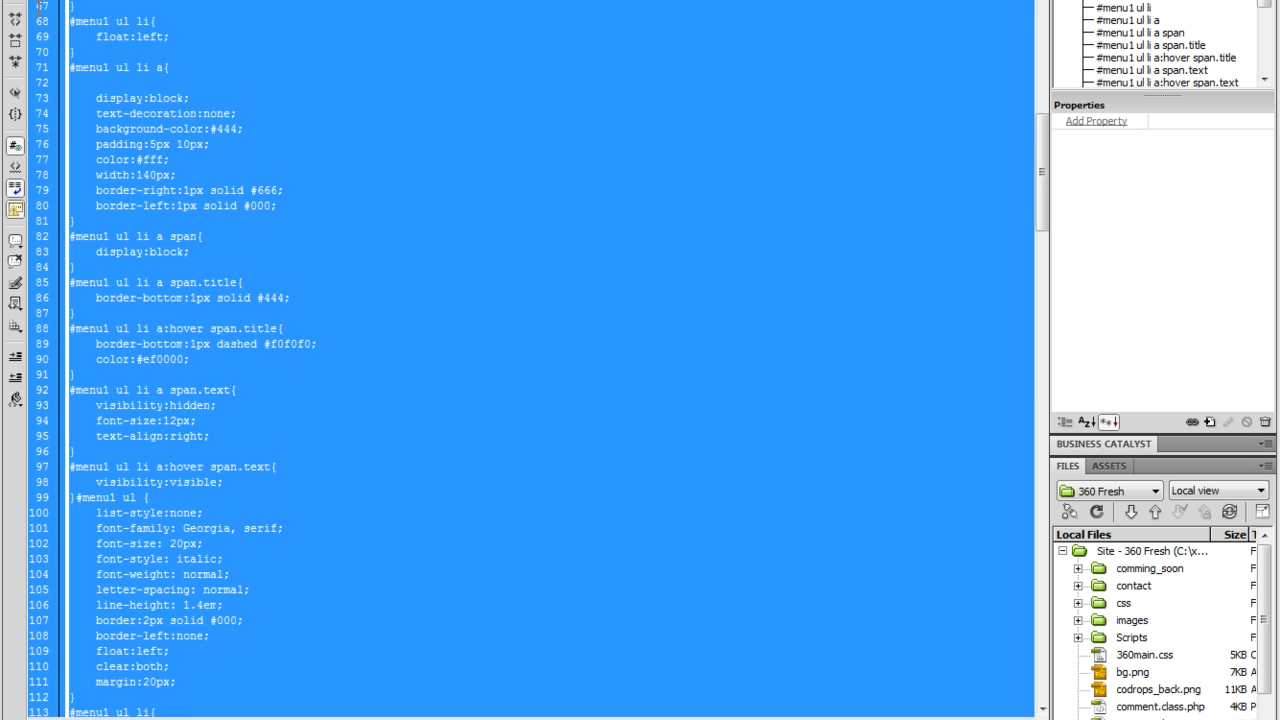 67 }
68 #menu1 ul li{
69 float:left;
70 }
71 #menu1 ul li a{
72
73 display:block;
74 text-decoration:none;
75 background-color:#444;
76 padding:5px 10px;
77 color:#fff;
78 width:140px;
79 border-right:1px solid #666;
80 border-left:1px solid #000;
81 }
82 #menu1 ul li a span{
83 display:block;
84 }
85 #menu1 ul li a span.title{
86 border-bottom:1px solid #444;
87 }
88 #menu1 ul li a:hover span.title{
89 border-bottom:1px dashed #f0f0f0;
90 color:#ef0000;
91 }
92 #menu1 ul li a span.text{
93 visibility:hidden;
94 font-size:12px;
95 text-align:right;
96 }
97 #menu1 ul li a:hover span.text{
98 visibility:visible;
99 }#menu1 ul {
100 list-style:none;
101 font-family: Georgia, serif;
102 font-size: 20px;
103 font-style: italic;
104 font-weight: normal;
105 letter-spacing: normal;
106 line-height: 1.4em;
107 border:2px solid #000;
108 border-left:none;
109 float:left;
110 clear:both;
111 margin:20px;
112 }
113 #menu1 ul li{
#menu1 ul li
#menu1 ul li a
#menu1 ul li a span
#menu1 ul li a span.title
#menu1 ul li a:hover span.title
#menu1 ul li a span.text
#menu1 ul li a:hover span.text
Properties
Add Property
BUSINESS CATALYST
FILES ASSETS
360 Fresh Local view
Local Files Size T
Site - 360 Fresh (C:\x... F
comming_soon F
contact F
css F
images F
Scripts F
360main.css 5KB C
bg.png 7KB A
codrops_back.png 11KB A
comment.class.php 4KB P